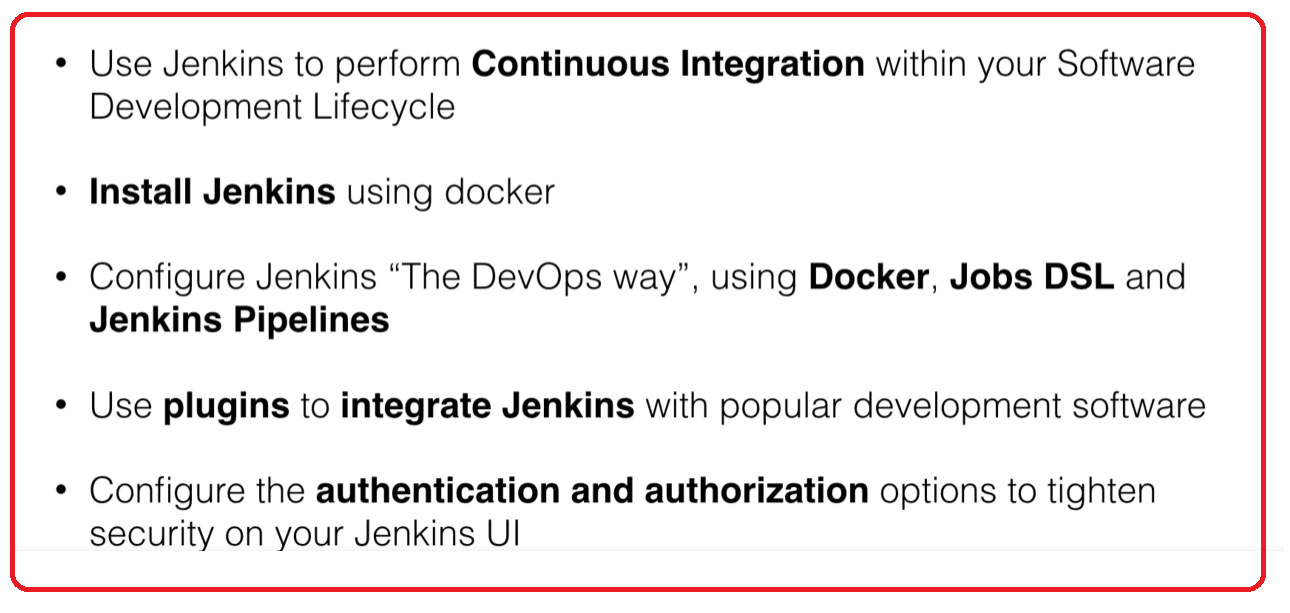 • Use Jenkins to perform Continuous Integration within your Software
Development Lifecycle
• Install Jenkins using docker
• Configure Jenkins “The DevOps way”, using Docker, Jobs DSL and
Jenkins Pipelines
• Use plugins to integrate Jenkins with popular development software
• Configure the authentication and authorization options to tighten
security on your Jenkins UI